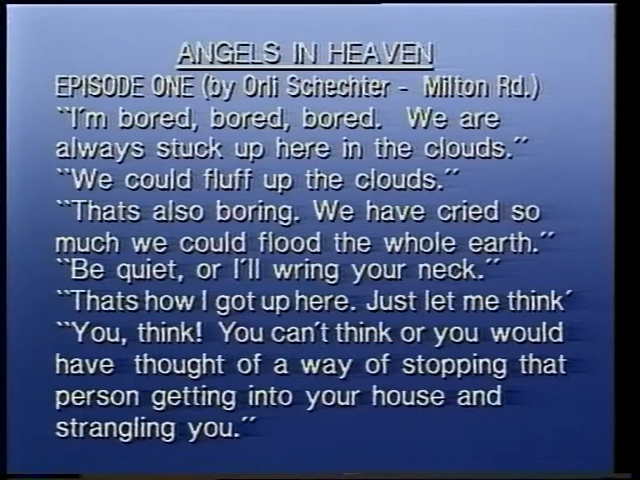 ANGELS IN HEAVEN
EPISODE ONE (by Orli Schechter - Milton Rd.)
``I'm bored, bored, bored. We are
always stuck up here in the clouds.´´
``We could fluff up the clouds.´´
``Thats also boring. We have cried so
much we could flood the whole earth.´´
``Be quiet, or I'll wring your neck.´´
``Thats how I got up here. Just let me think´
``You, think! You can't think or you would
have thought of a way of stopping that
person getting into your house and
strangling you.´´